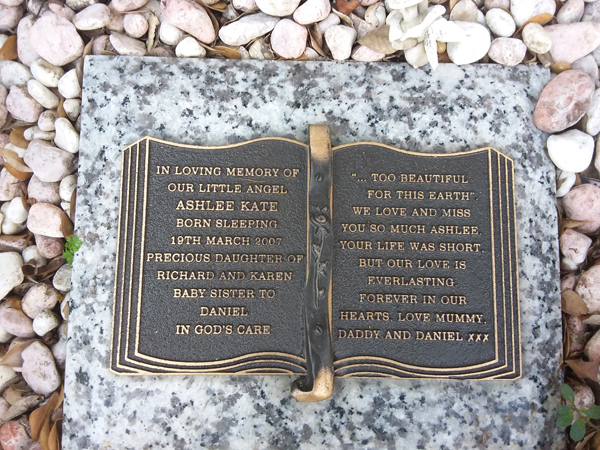 IN LOVING MEMORY OF
OUR LITTLE ANGEL
ASHLEE KATE
BORN SLEEPING
19TH MARCH 2007
PRECIOUS DAUGHTER OF
RICHARD AND KAREN
BABY SISTER TO
DANIEL
IN GOD'S CARE
"... TOO BEAUTIFUL
FOR THIS EARTH"
WE LOVE AND MISS
YOU SO MUCH ASHLEE.
YOUR LIFE WAS SHORT.
BUT OUR LOVE IS
EVERLASTING
FOREVER IN OUR
HEARTS. LOVE MUMMY,
DADDY AND DANIEL xxx